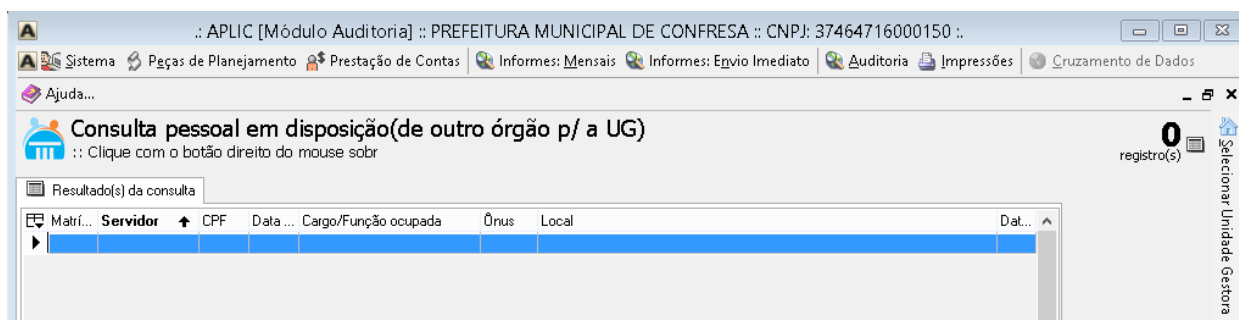 .: APLIC [Módulo Auditoria] :: PREFEITURA MUNICIPAL DE CONFRESA :: CNPJ: 37464716000150 :.
Sistema Peças de Planejamento Prestação de Contas Informes: Mensais Informes: Envio Imediato Auditoria Impressões Cruzamento de Dados
Ajuda...
Consulta pessoal em disposição(de outro órgão p/ a UG)
:: Clique com o botão direito do mouse sobr
0
registro(s)
Selecionar Unidade Gestora
Resultado(s) da consulta
Matrí... Servidor CPF Data ... Cargo/Função ocupada Ônus Local Dat...